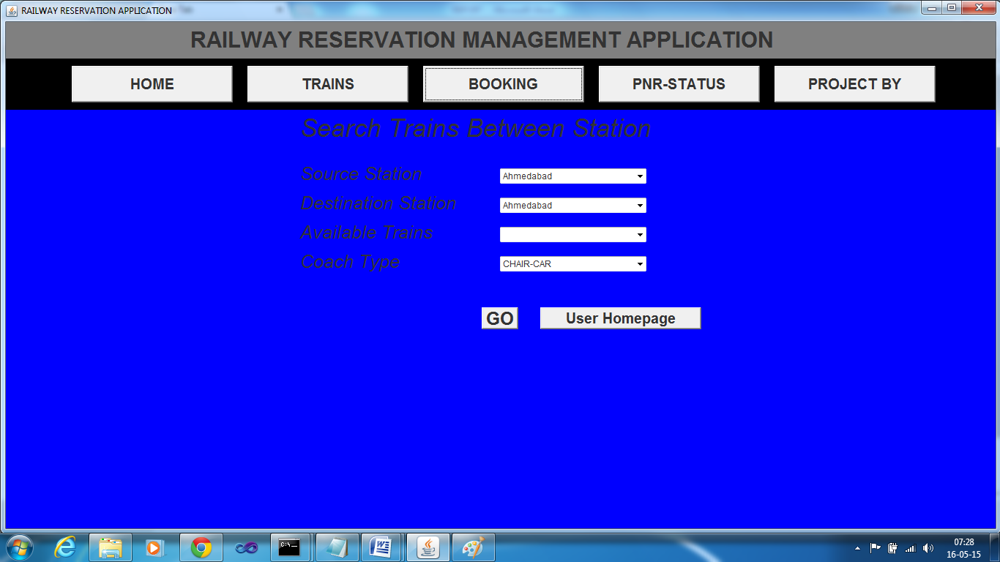 RAILWAY RESERVATION APPLICATION
RAILWAY RESERVATION MANAGEMENT APPLICATION
HOME TRAINS BOOKING PNR-STATUS PROJECT BY
Search Trains Between Station
Source Station Ahmedabad
Destination Station Ahmedabad
Available Trains
Coach Type CHAIR-CAR
GO User Homepage
C:\
07:28
16-05-15